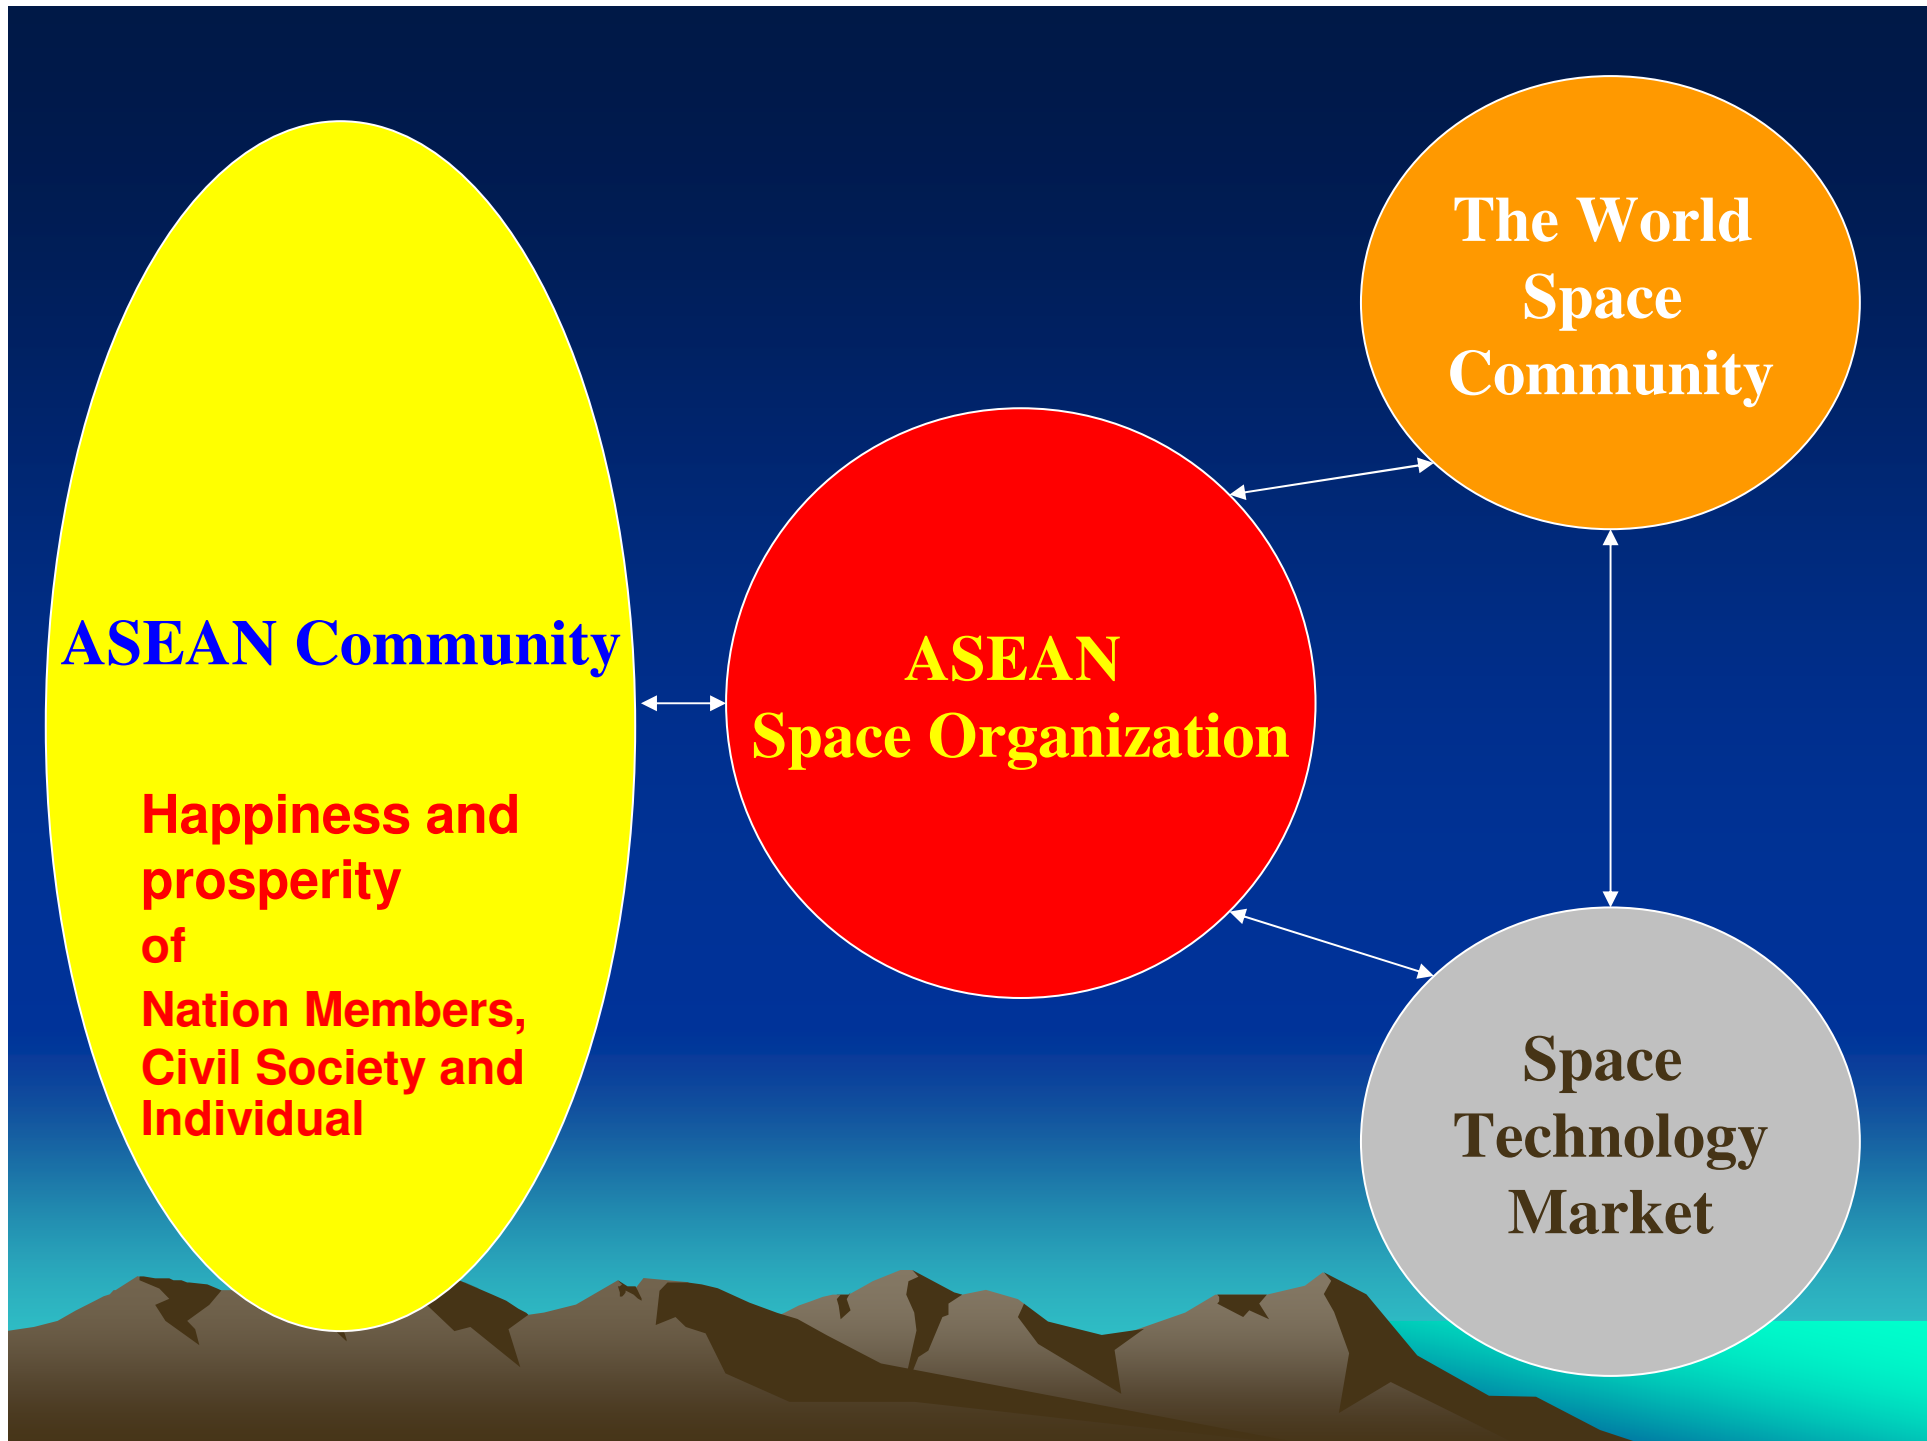 ASEAN Community
Happiness and
prosperity
of
Nation Members,
Civil Society and
Individual
ASEAN
Space Organization
The World
Space
Community
Space
Technology
Market